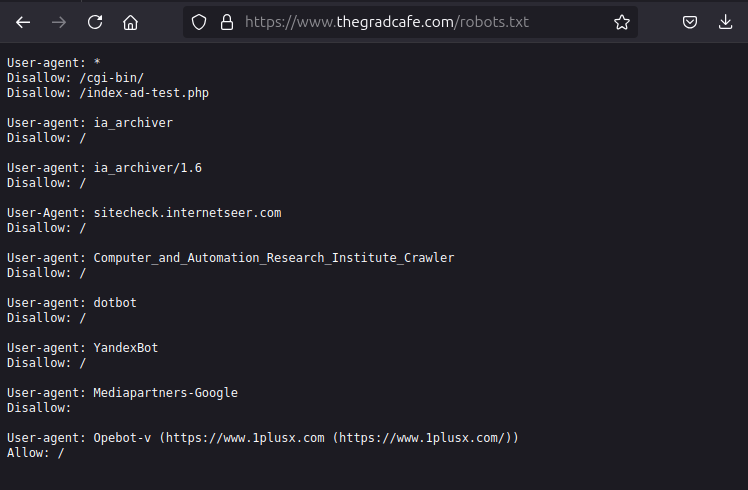 https://www.thegradcafe.com/robots.txt
User-agent: *
Disallow: /cgi-bin/
Disallow: /index-ad-test.php
User-agent: ia_archiver
Disallow: /
User-agent: ia_archiver/1.6
Disallow: /
User-Agent: sitecheck.internetseer.com
Disallow: /
User-agent: Computer_and_Automation_Research_Institute_Crawler
Disallow: /
User-agent: dotbot
Disallow: /
User-agent: YandexBot
Disallow: /
User-agent: Mediapartners-Google
Disallow:
User-agent: Opebot-v (https://www.1plusx.com (https://www.1plusx.com/))
Allow: /